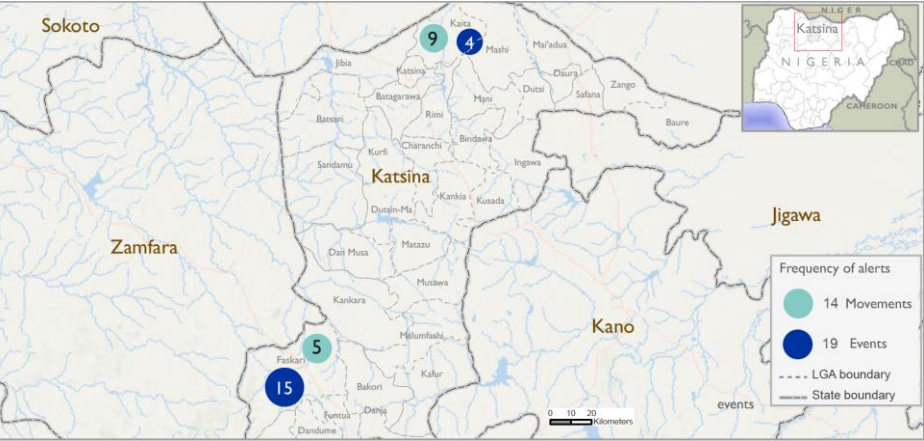 Sokoto
9
Kaita
4
Mashi
Mai'adua
Jibia
Katsina
Daura
Zango
Dutsi
Safana
Batagarawa
Mani
Batsari
Rimi
Baure
Bindawa
Charanchi
Kurfi
Sandamu
Ingawa
Katsina
Kankia
Kusada
Dutsin-Ma
Jigawa
Zamfara
Matazu
Dan Musa
Musawa
Kankara
Kano
Malumfashi
5
Faskari
Kafur
15
Bakori
Danja
Funtua
Dandume
0 10 20
Kilometers
events
NIGER
Katsina
NIGERIA
CHAD
CAMEROON
Frequency of alerts
14 Movements
19 Events
LGA boundary
State boundary